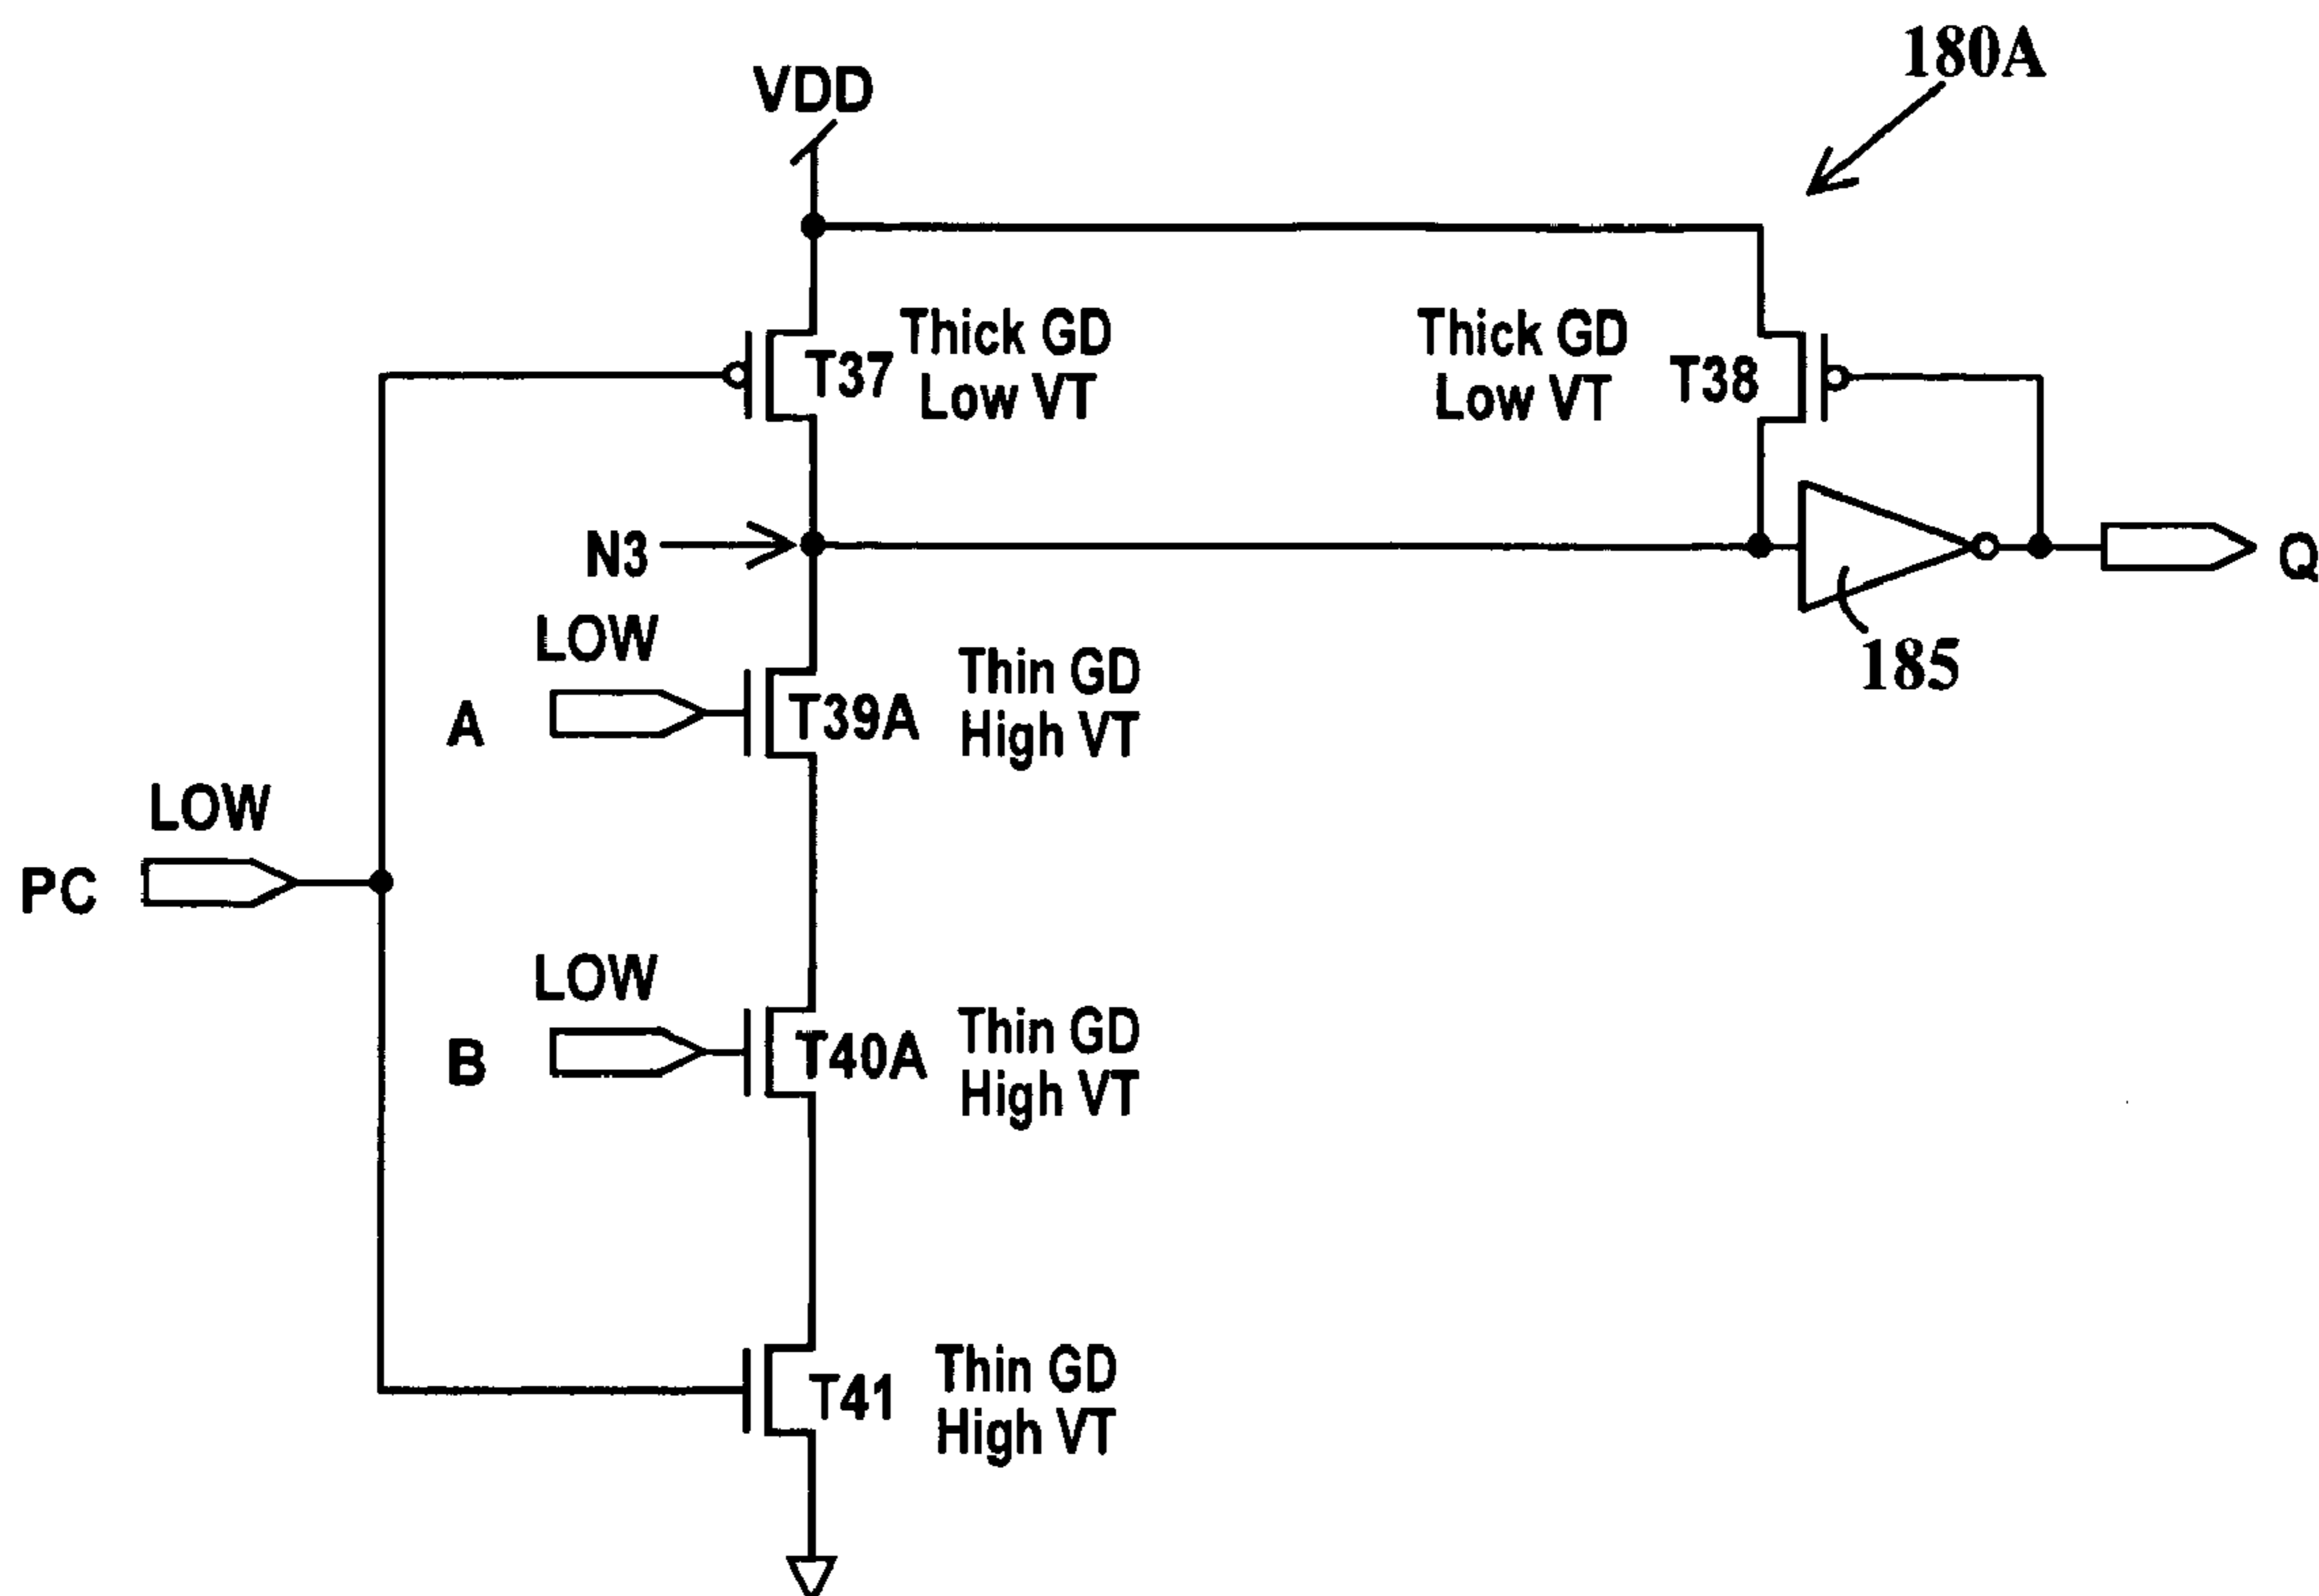 180A
VDD
Thick GD
Low VT
T37
Thick GD
Low VT
T38
N3
Q
185
LOW
A
T39A
Thin GD
High VT
LOW
PC
LOW
B
T40A
Thin GD
High VT
T41
Thin GD
High VT